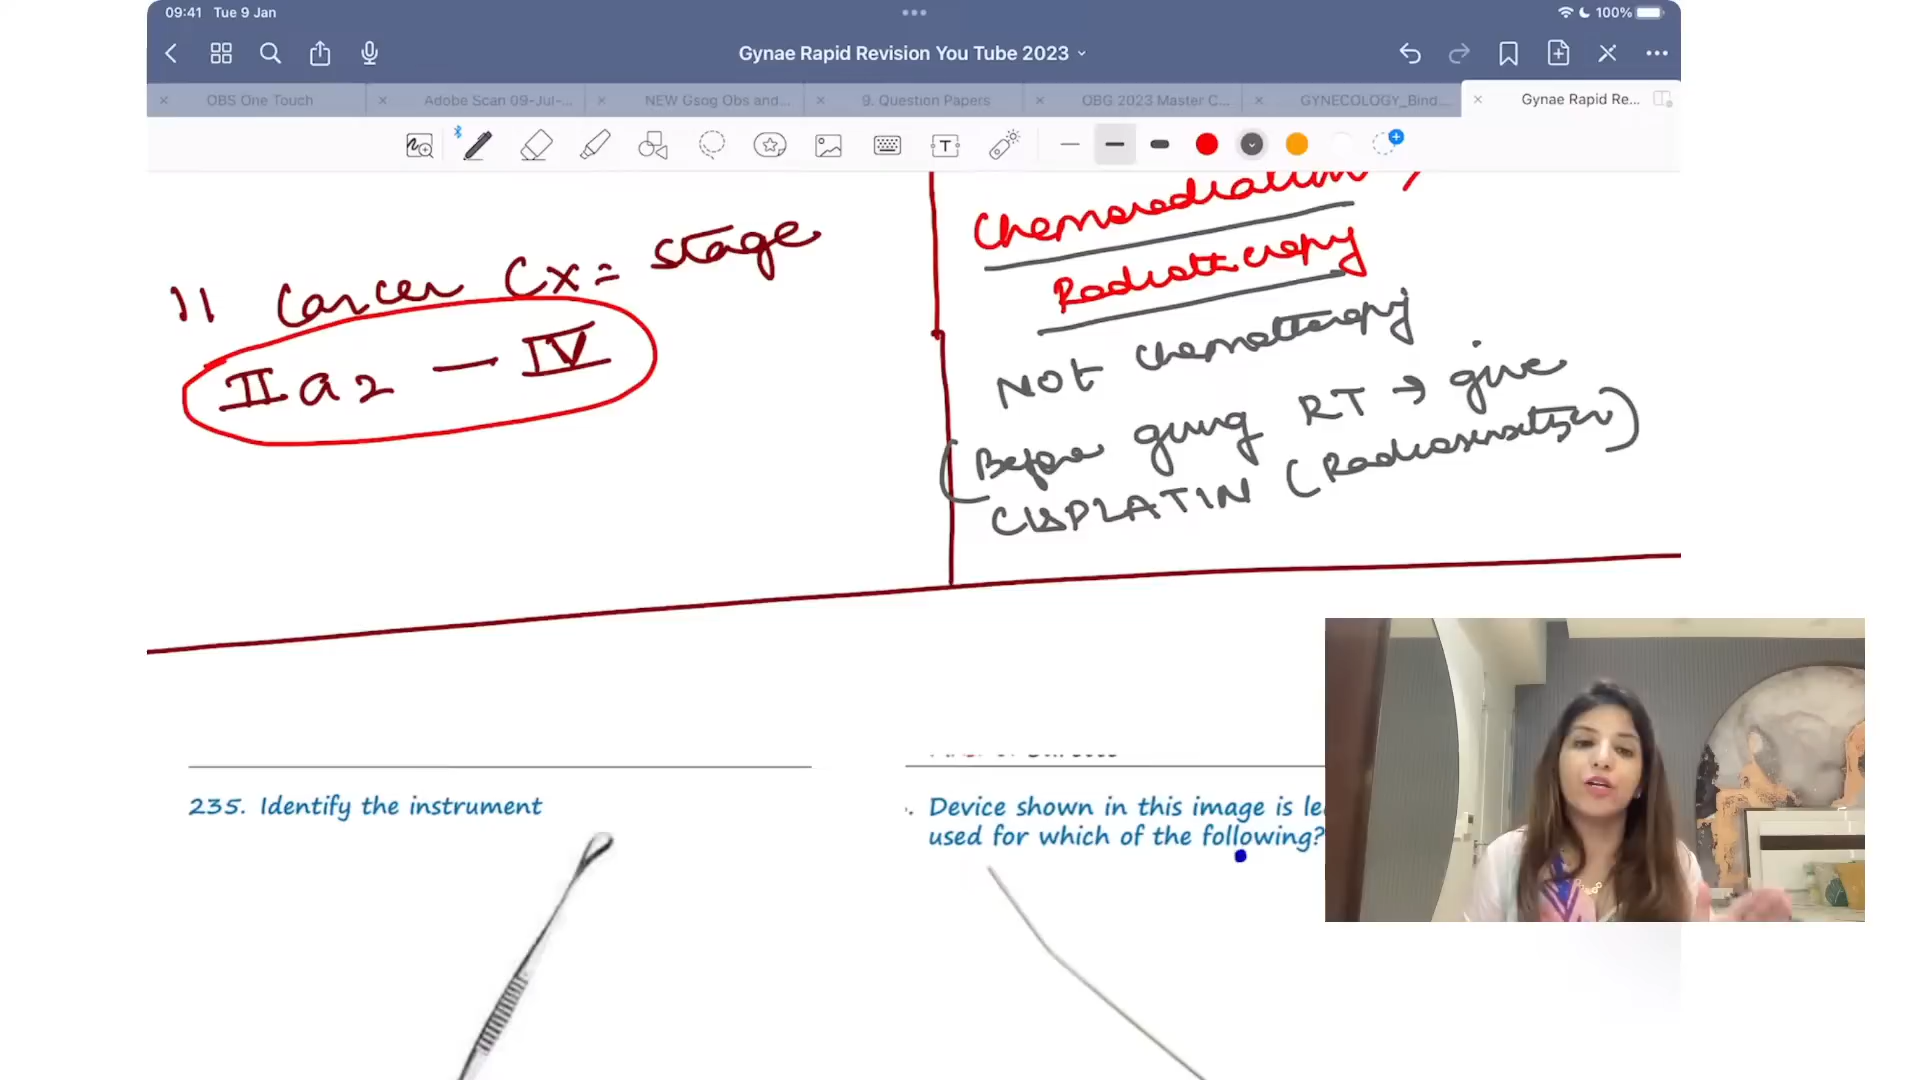 09:41 Tue 9 Jan
100%
Gynae Rapid Revision You Tube 2023
OBS One Touch
Adobe Scan 09-Jul-...
NEW Gsog Obs and...
9. Question Papers
OBG 2023 Master C...
GYNECOLOGY_Bind...
Gynae Rapid Re...
T
11 Cancer Cx = stage
IIa2 — IV
Chemoradiation
Radiotherapy
NOT Chemotherapy
(Before giving RT → give
CISPLATIN (Radiosensitizer)
235. Identify the instrument
. Device shown in this image is le
used for which of the following?